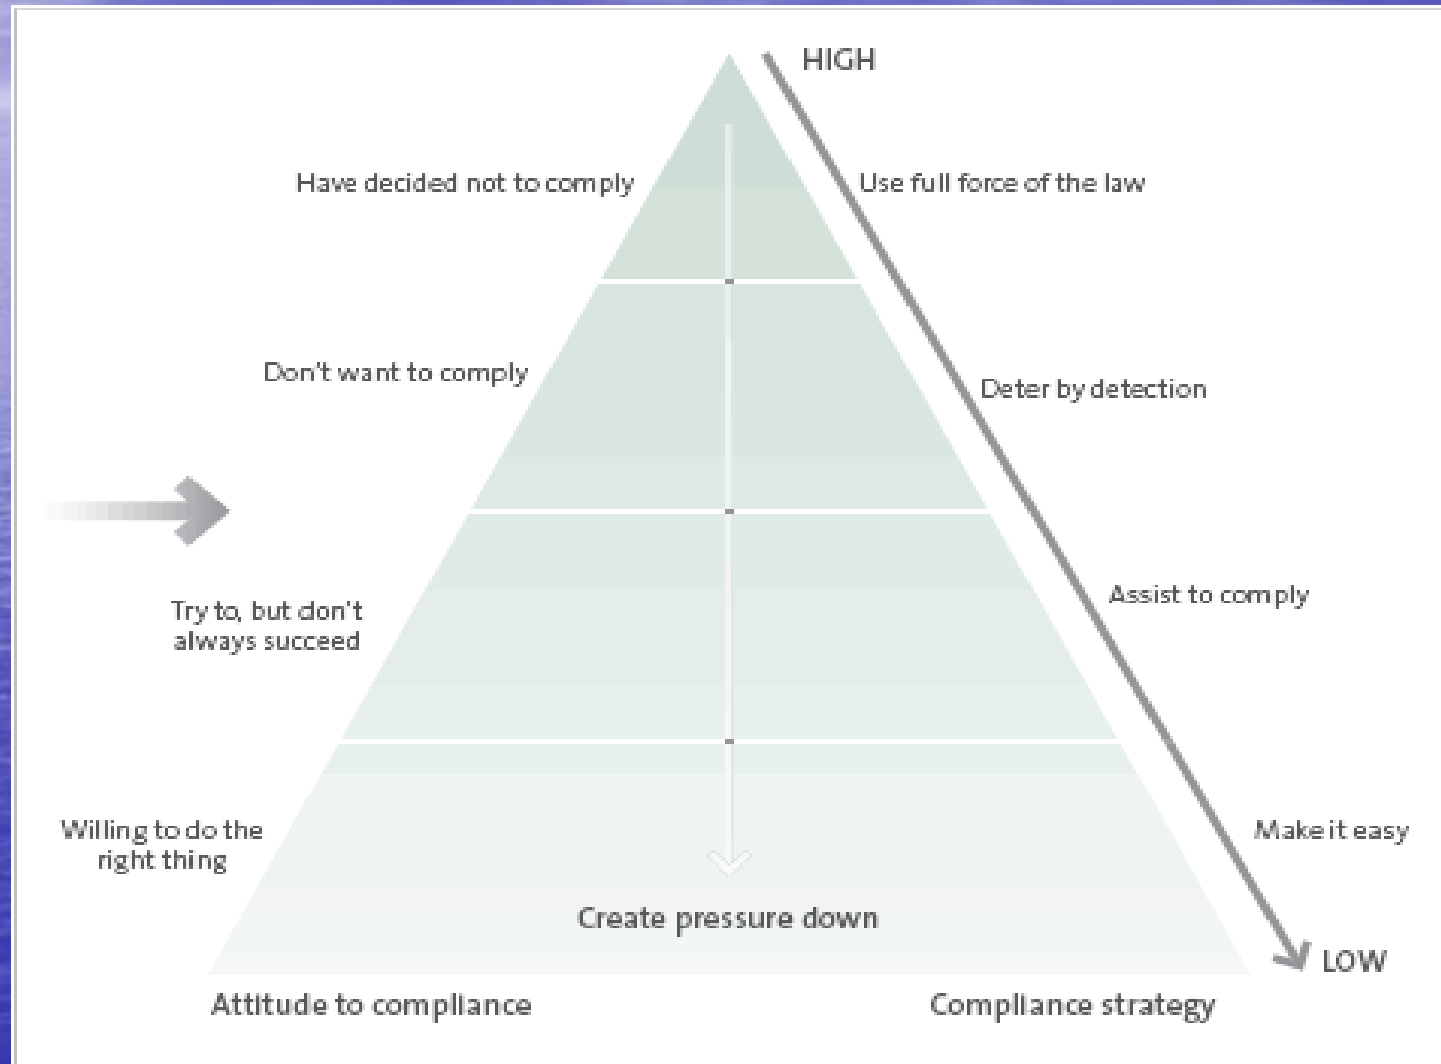 HIGH
Have decided not to comply
Use full force of the law
Don't want to comply
Deter by detection
Assist to comply
Try to, but don't
always succeed
Willing to do the
right thing
Make it easy
Create pressure down
LOW
Attitude to compliance
Compliance strategy